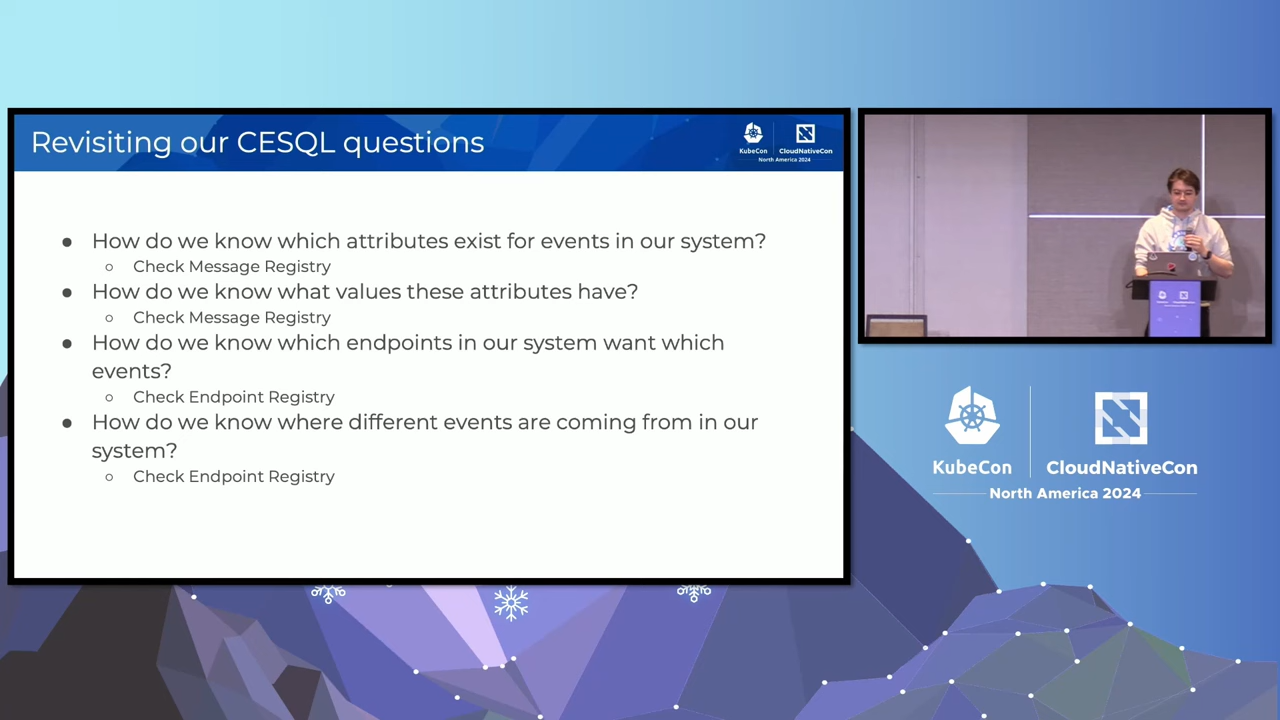 Revisiting our CESQL questions
KubeCon
CloudNativeCon
North America 2024
● How do we know which attributes exist for events in our system?
○ Check Message Registry
● How do we know what values these attributes have?
○ Check Message Registry
● How do we know which endpoints in our system want which
events?
○ Check Endpoint Registry
● How do we know where different events are coming from in our
system?
○ Check Endpoint Registry
KubeCon
CloudNativeCon
North America 2024